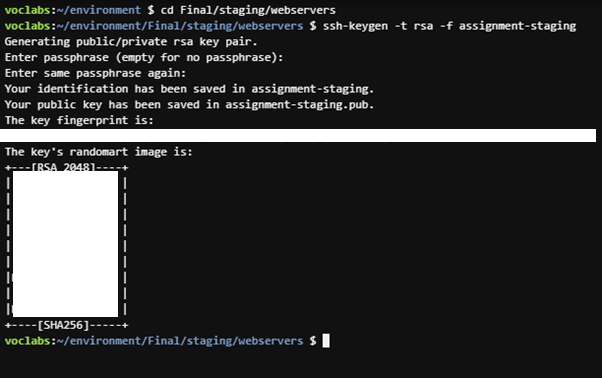 voclabs:~/environment $ cd Final/staging/webservers
voclabs:~/environment/Final/staging/webservers $ ssh-keygen -t rsa -f assignment-staging
Generating public/private rsa key pair.
Enter passphrase (empty for no passphrase):
Enter same passphrase again:
Your identification has been saved in assignment-staging.
Your public key has been saved in assignment-staging.pub.
The key fingerprint is:
The key's randomart image is:
+---[RSA 2048]----+
|                 |
|                 |
|                 |
|                 |
|                 |
|                 |
|                 |
|                 |
|                 |
+----[SHA256]-----+
voclabs:~/environment/Final/staging/webservers $